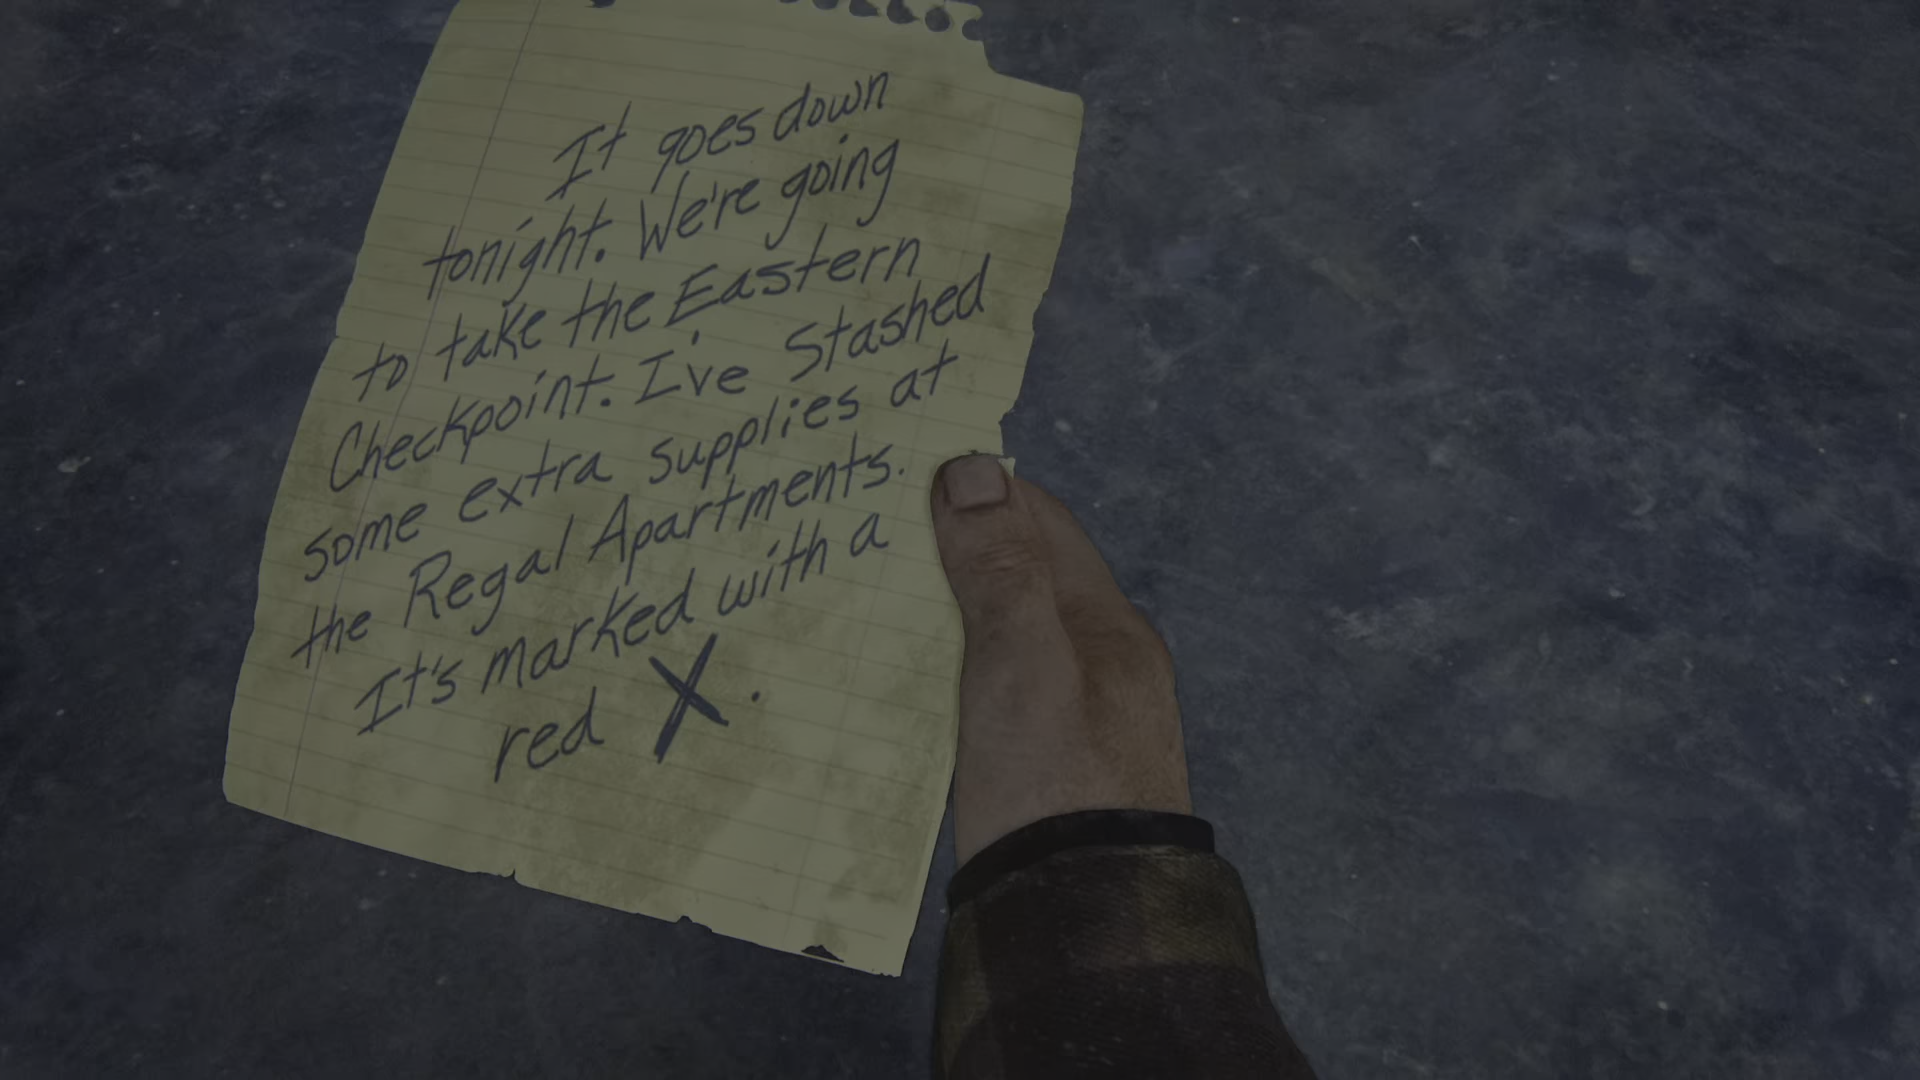 It goes down
tonight. We're going
to take the Eastern
Checkpoint. I've Stashed
some extra supplies at
the Regal Apartments.
It's marked with a
red X.